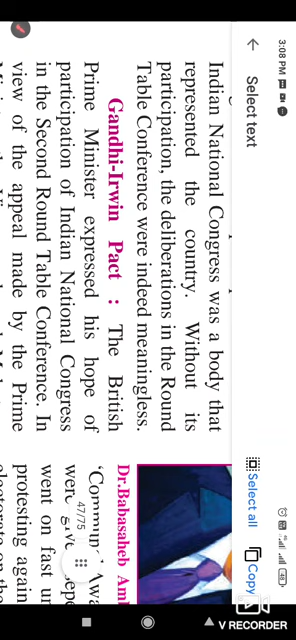 3:08 PM
Select text
Select all
Copy
Indian National Congress was a body that
represented the country. Without its
participation, the deliberations in the Round
Table Conference were indeed meaningless.
Gandhi-Irwin Pact : The British
Prime Minister expressed his hope of
participation of Indian National Congress
in the Second Round Table Conference. In
view of the appeal made by the Prime
Dr.Babasaheb
'Commun
were
went on fast
protesting
47/75
V RECORDER